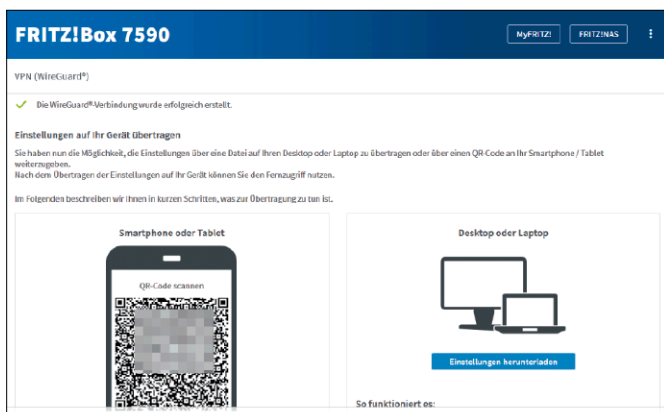 FRITZ!Box 7590
MyFRITZ!
FRITZ!NAS
VPN (WireGuard®)
Die WireGuard®-Verbindung wurde erfolgreich erstellt.
Einstellungen auf Ihr Gerät übertragen
Sie haben nun die Möglichkeit, die Einstellungen über eine Datei auf Ihren Desktop oder Laptop zu übertragen oder über einen QR-Code an Ihr Smartphone / Tablet
weiterzugeben.
Nach dem Übertragen der Einstellungen auf Ihr Gerät können Sie den Fernzugriff nutzen.
Im Folgenden beschreiben wir Ihnen in kurzen Schritten, was zur Übertragung zu tun ist.
Smartphone oder Tablet
QR-Code scannen
Desktop oder Laptop
Einstellungen herunterladen
So funktioniert es: